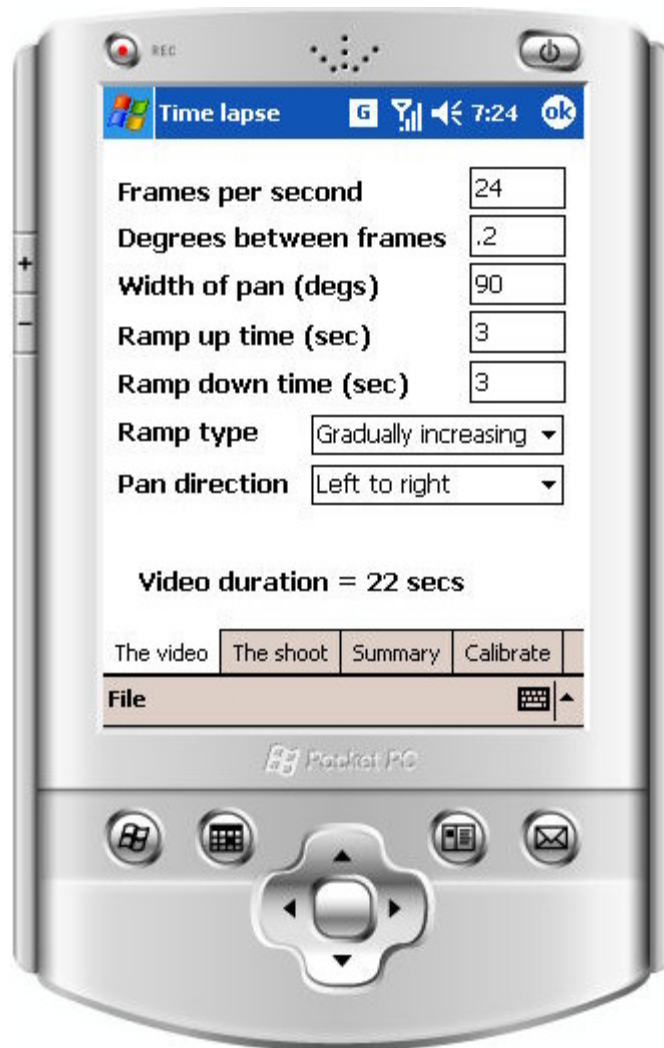 REC
Time lapse G 7:24 ok
Frames per second 24
Degrees between frames .2
Width of pan (degs) 90
Ramp up time (sec) 3
Ramp down time (sec) 3
Ramp type Gradually increasing
Pan direction Left to right
Video duration = 22 secs
The video The shoot Summary Calibrate
File
Pocket PC